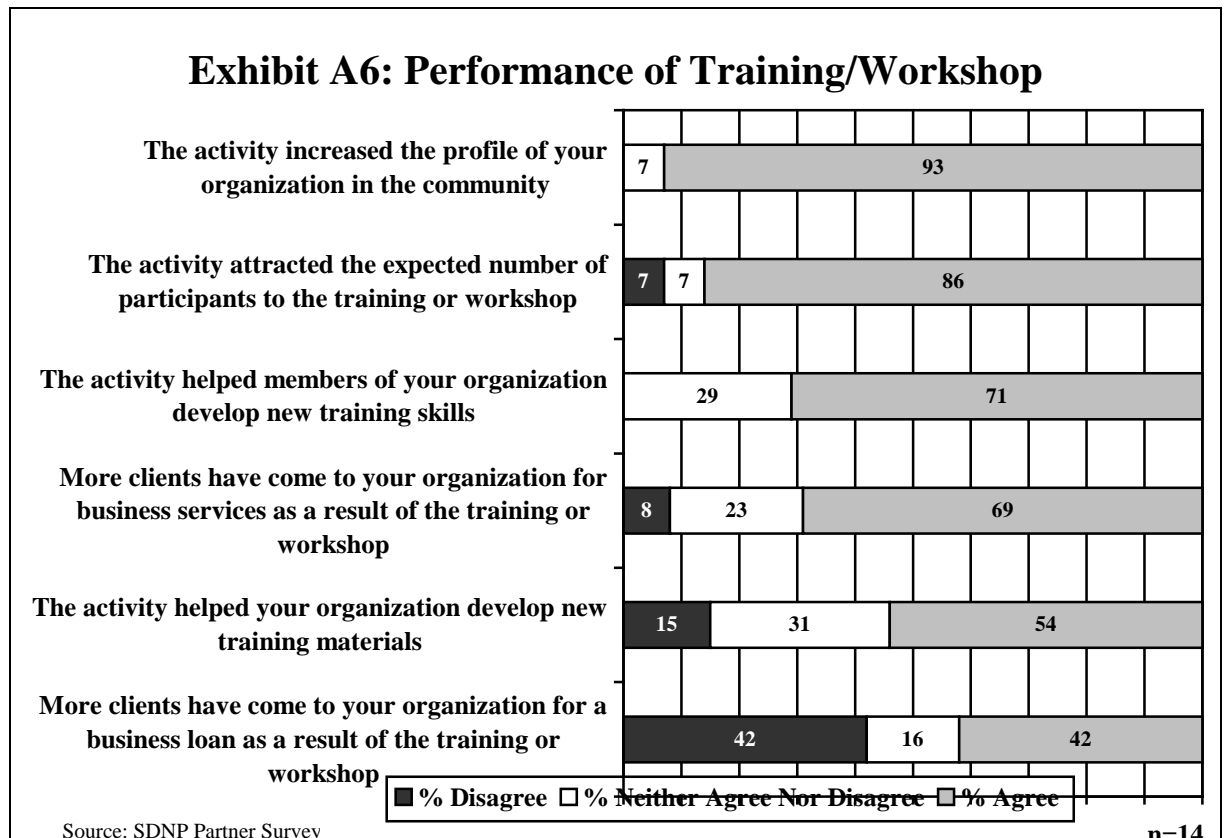 Exhibit A6: Performance of Training/Workshop
The activity increased the profile of your
organization in the community
7 93
The activity attracted the expected number of
participants to the training or workshop
7 7 86
The activity helped members of your organization
develop new training skills
29 71
More clients have come to your organization for
business services as a result of the training or
workshop
8 23 69
The activity helped your organization develop new
training materials
15 31 54
More clients have come to your organization for a
business loan as a result of the training or
workshop
42 16 42
% Disagree % Neither Agree Nor Disagree % Agree
Source: SDNP Partner Survey
n=14